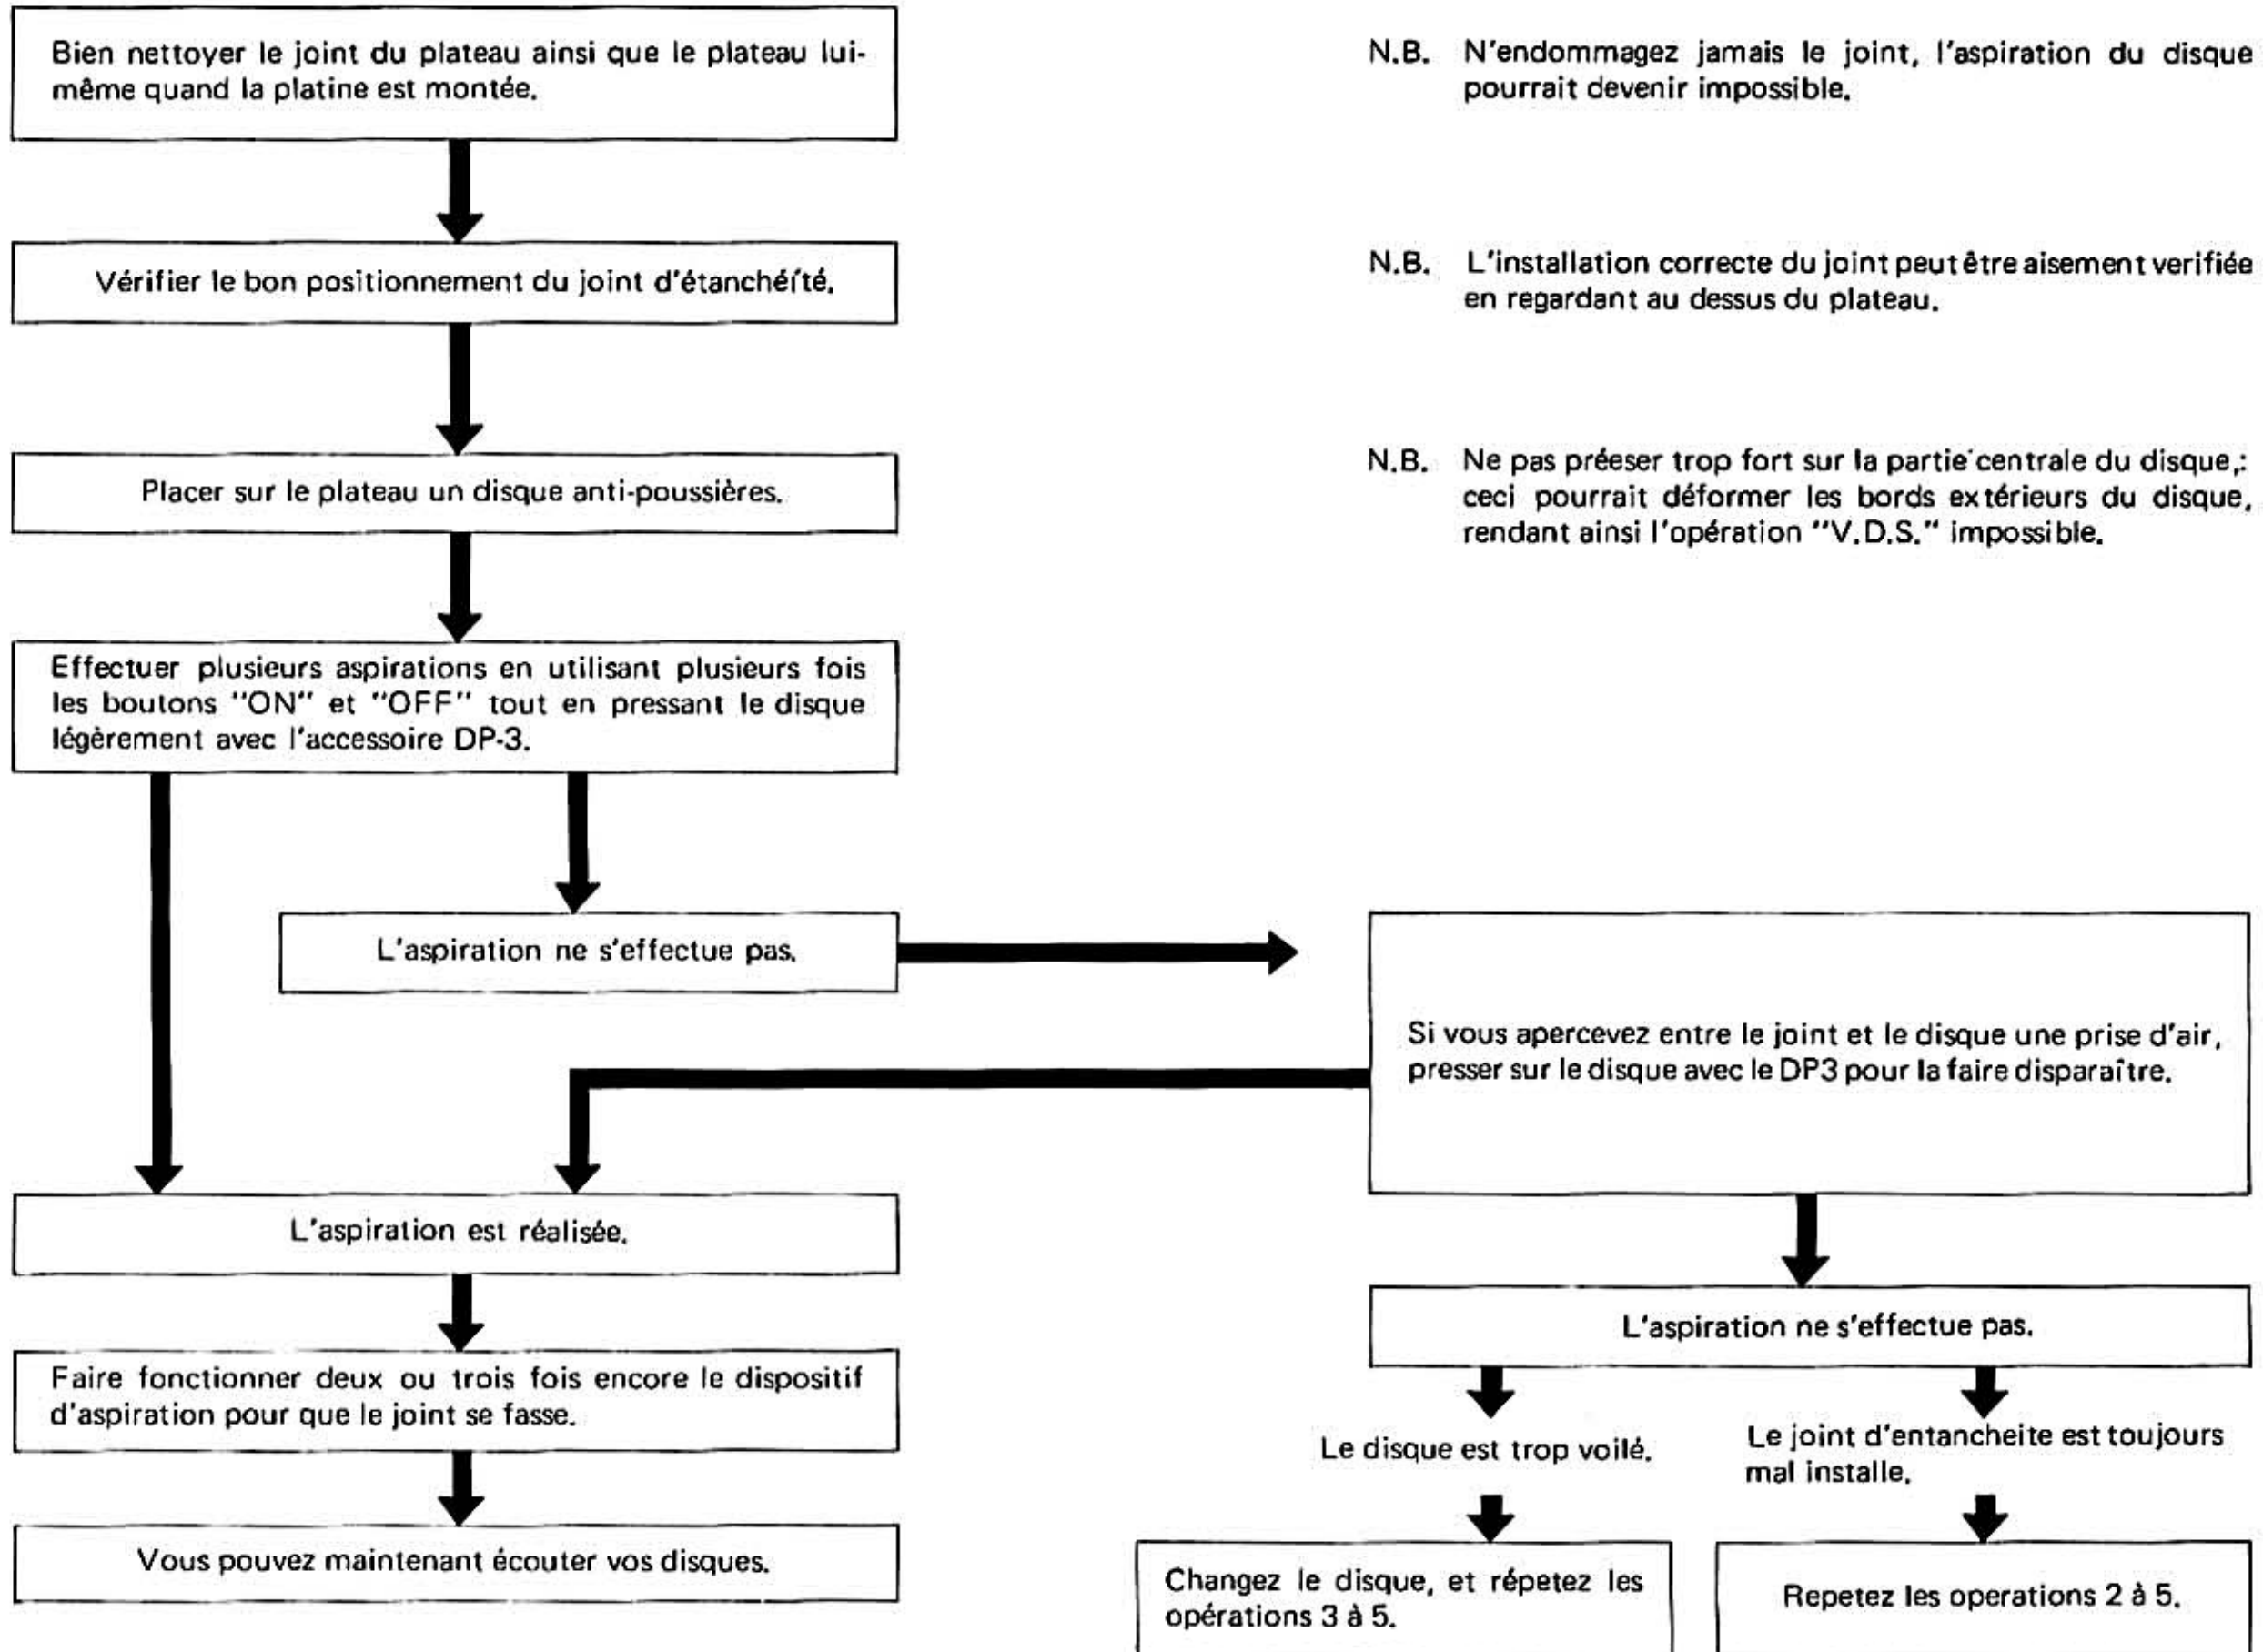 Bien nettoyer le joint du plateau ainsi que le plateau lui-
même quand la platine est montée.
N.B. N'endommagez jamais le joint, l'aspiration du disque
pourrait devenir impossible.
Vérifier le bon positionnement du joint d'étanchéíté.
N.B. L'installation correcte du joint peut être aisement verifiée
en regardant au dessus du plateau.
Placer sur le plateau un disque anti-poussières.
N.B. Ne pas préeser trop fort sur la partie centrale du disque,:
ceci pourrait déformer les bords extérieurs du disque,
rendant ainsi l'opération "V.D.S." impossible.
Effectuer plusieurs aspirations en utilisant plusieurs fois
les boutons "ON" et "OFF" tout en pressant le disque
légèrement avec l'accessoire DP-3.
L'aspiration ne s'effectue pas.
Si vous apercevez entre le joint et le disque une prise d'air,
presser sur le disque avec le DP3 pour la faire disparaître.
L'aspiration est réalisée.
L'aspiration ne s'effectue pas.
Faire fonctionner deux ou trois fois encore le dispositif
d'aspiration pour que le joint se fasse.
Le disque est trop voilé.
Le joint d'entancheite est toujours
mal installe.
Vous pouvez maintenant écouter vos disques.
Changez le disque, et répetez les
opérations 3 à 5.
Repetez les operations 2 à 5.